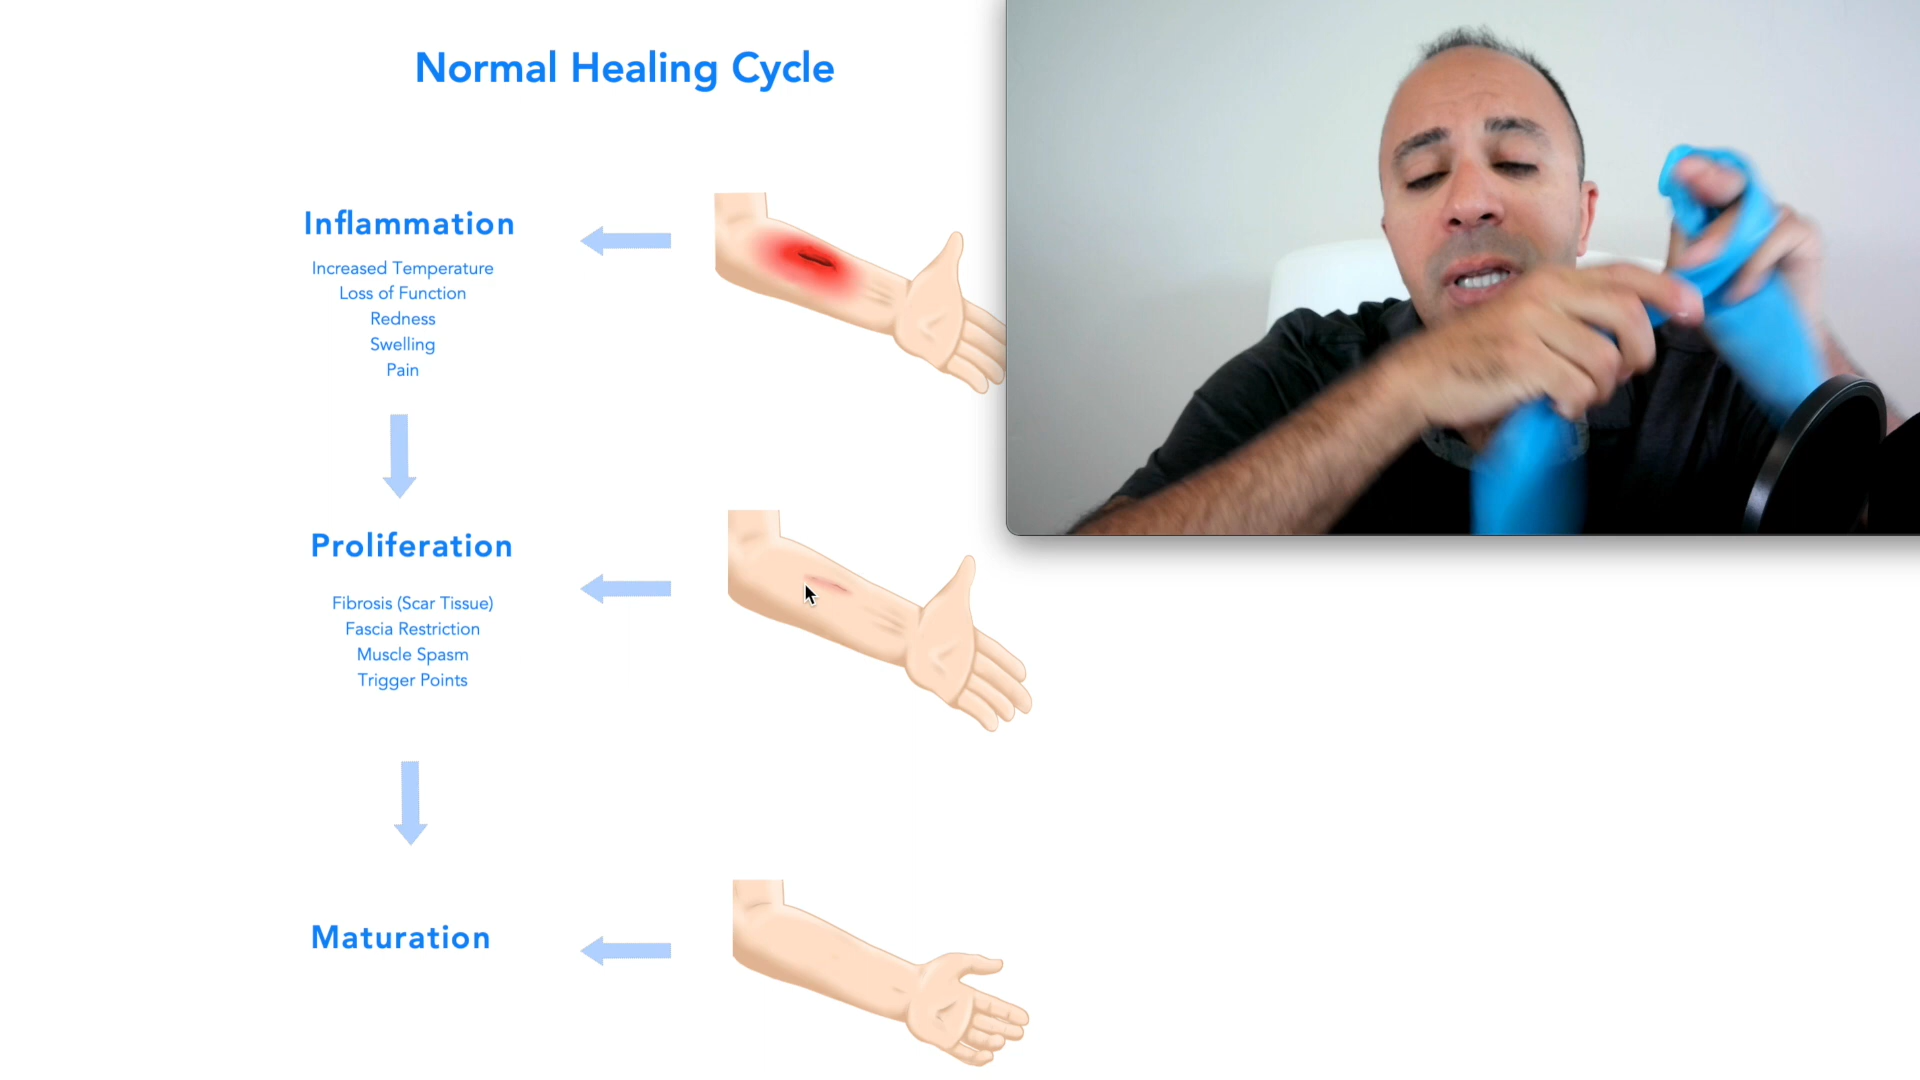 Normal Healing Cycle
Inflammation
Increased Temperature
Loss of Function
Redness
Swelling
Pain
Proliferation
Fibrosis (Scar Tissue)
Fascia Restriction
Muscle Spasm
Trigger Points
Maturation